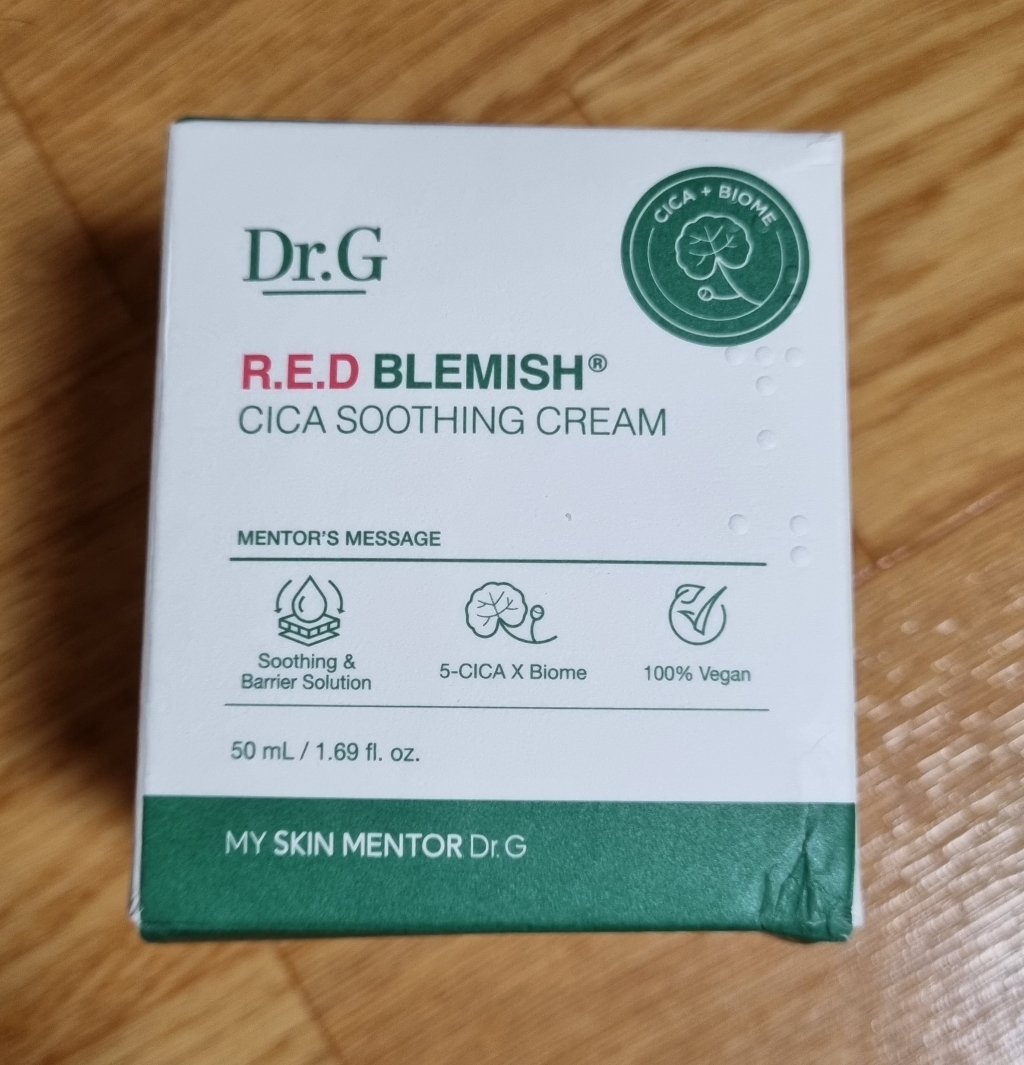 Dr.G
CICA + BIOME
R.E.D BLEMISH®
CICA SOOTHING CREAM
MENTOR'S MESSAGE
Soothing &
Barrier Solution
5-CICA X Biome
100% Vegan
50 mL / 1.69 fl. oz.
MY SKIN MENTOR Dr.G